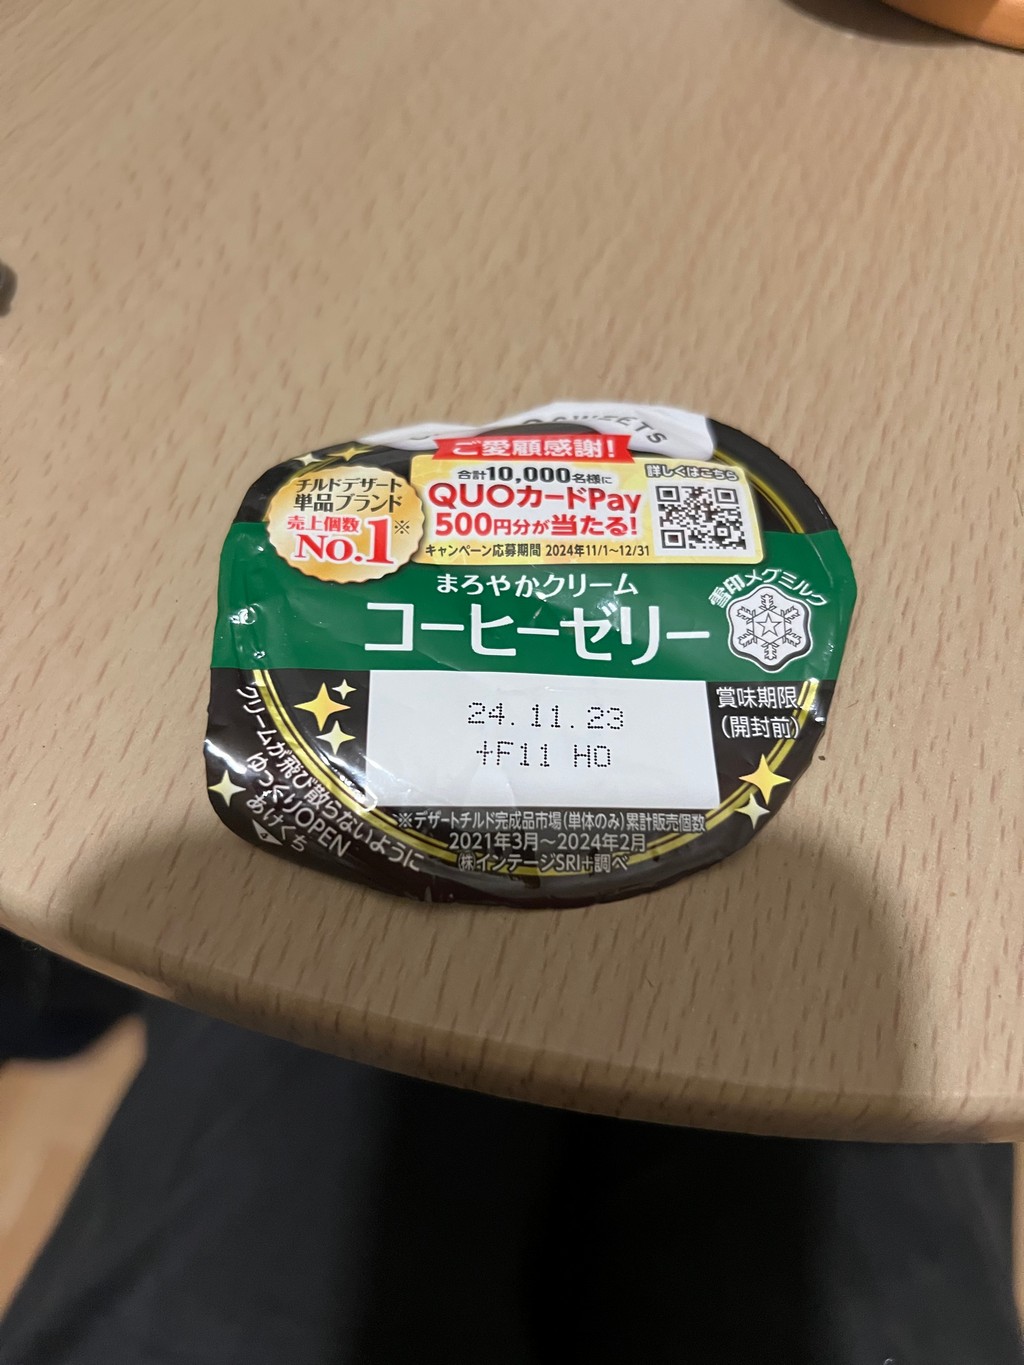 SWEETS
ご愛顧感謝!
チルドデザート
単品ブランド
売上個数※
No.1
合計10,000名様に
QUOカードPay
500円分が当たる!
キャンペーン応募期間 2024年11/1~12/31
詳しくはこちら
まろやかクリーム
コーヒーゼリー
雪印メグミルク
24.11.23
+F11 HO
賞味期限
(開封前)
クリームが飛び散らないように
ゆっくりOPEN
あけくち
※デザートチルド完成品市場(単体のみ)累計販売個数
2021年3月~2024年2月
㈱インテージSRI+調べ